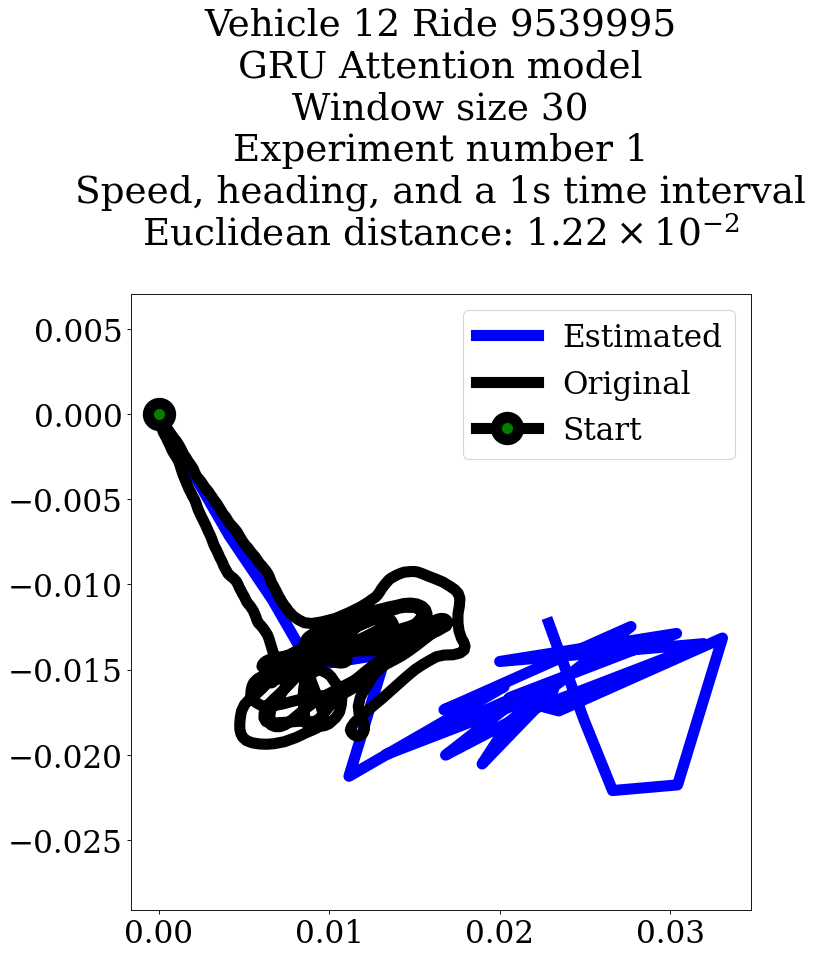 Vehicle 12 Ride 9539995
GRU Attention model
Window size 30
Experiment number 1
Speed, heading, and a 1s time interval
Euclidean distance: 1.22 × 10⁻²
Estimated
Original
Start
0.005
0.000
−0.005
−0.010
−0.015
−0.020
−0.025
0.00 0.01 0.02 0.03